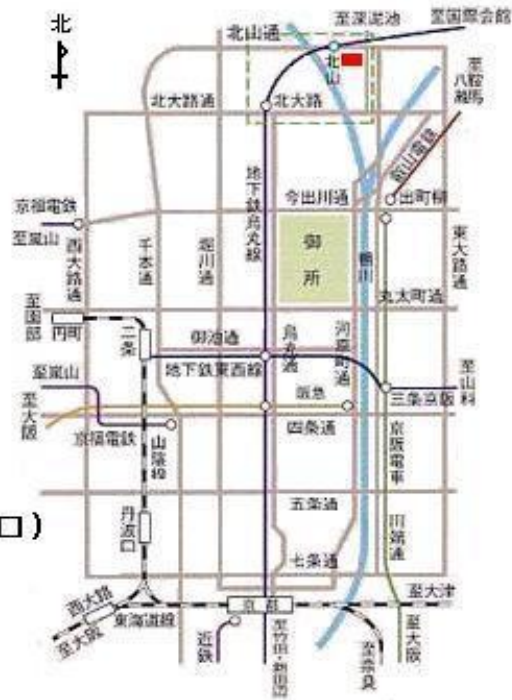 北
北山通
至深泥池
至国際会館
北山
至八瀬鞍馬
北大路通
北大路
叡山電鉄
地下鉄烏丸線
今出川通
出町柳
京福電鉄
至嵐山
西大路通
千本通
堀川通
御所
鴨川
東大路通
丸太町通
至園部
円町
二条
御池通
烏丸通
河原町通
地下鉄東西線
至嵐山
至山科
三条京阪
至大阪
阪急
京福電鉄
山陰線
四条通
京阪電車
五条通
口)
丹波口
川端通
七条通
西大路
京都
至大津
至大阪
東海道線
近鉄
至竹田・新田辺
至奈良
至大阪